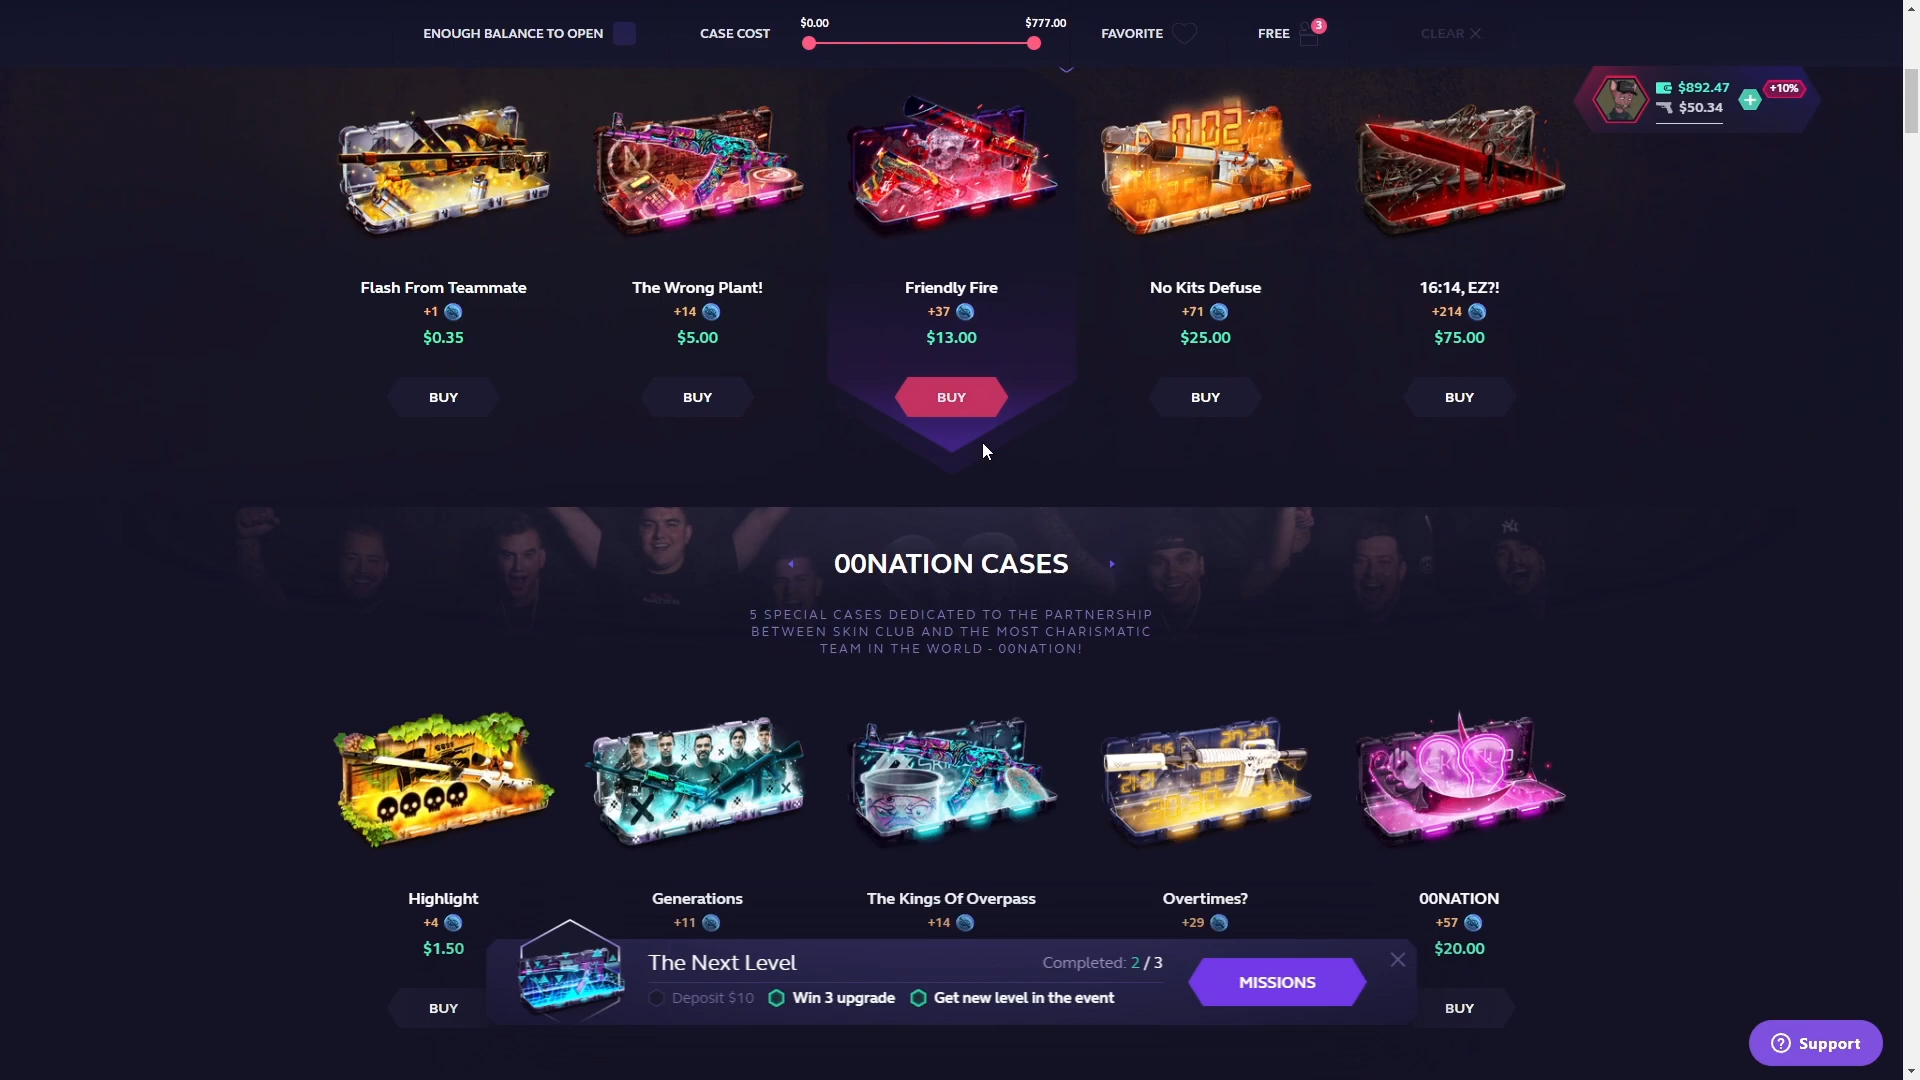 ENOUGH BALANCE TO OPEN
CASE COST
$0.00
$777.00
FAVORITE
FREE
3
CLEAR
$892.47
$50.34
+10%
0:02
Flash From Teammate
+1
$0.35
BUY
The Wrong Plant!
+14
$5.00
BUY
Friendly Fire
+37
$13.00
BUY
No Kits Defuse
+71
$25.00
BUY
16:14, EZ?!
+214
$75.00
BUY
00NATION CASES
5 SPECIAL CASES DEDICATED TO THE PARTNERSHIP
BETWEEN SKIN CLUB AND THE MOST CHARISMATIC
TEAM IN THE WORLD - 00NATION!
Highlight
+4
$1.50
BUY
Generations
+11
The Kings Of Overpass
+14
Overtimes?
+29
00NATION
+57
$20.00
BUY
The Next Level
Completed: 2 / 3
Deposit $10
Win 3 upgrade
Get new level in the event
MISSIONS
Support